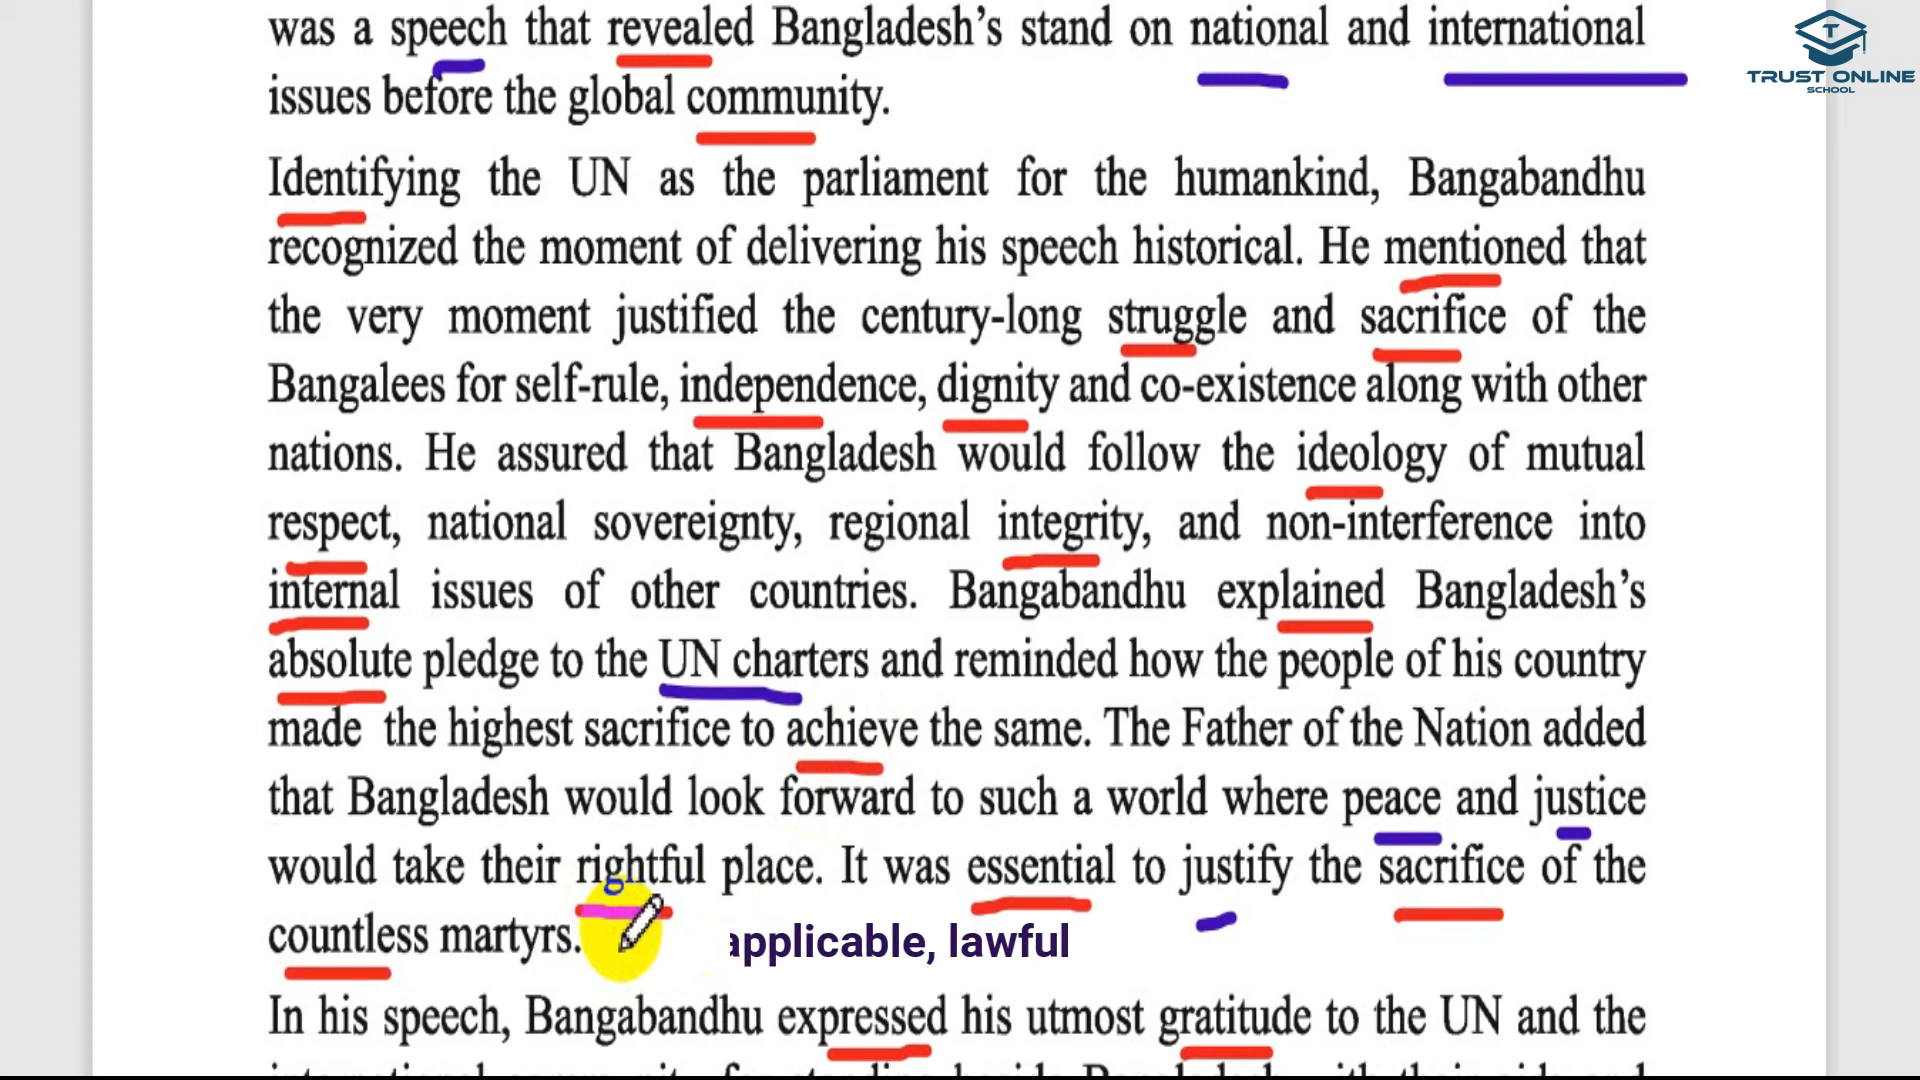 was a speech that revealed Bangladesh’s stand on national and international
issues before the global community.
Identifying the UN as the parliament for the humankind, Bangabandhu
recognized the moment of delivering his speech historical. He mentioned that
the very moment justified the century-long struggle and sacrifice of the
Bangalees for self-rule, independence, dignity and co-existence along with other
nations. He assured that Bangladesh would follow the ideology of mutual
respect, national sovereignty, regional integrity, and non-interference into
internal issues of other countries. Bangabandhu explained Bangladesh’s
absolute pledge to the UN charters and reminded how the people of his country
made the highest sacrifice to achieve the same. The Father of the Nation added
that Bangladesh would look forward to such a world where peace and justice
would take their rightful place. It was essential to justify the sacrifice of the
countless martyrs.
applicable, lawful
In his speech, Bangabandhu expressed his utmost gratitude to the UN and the
TRUST ONLINE
SCHOOL